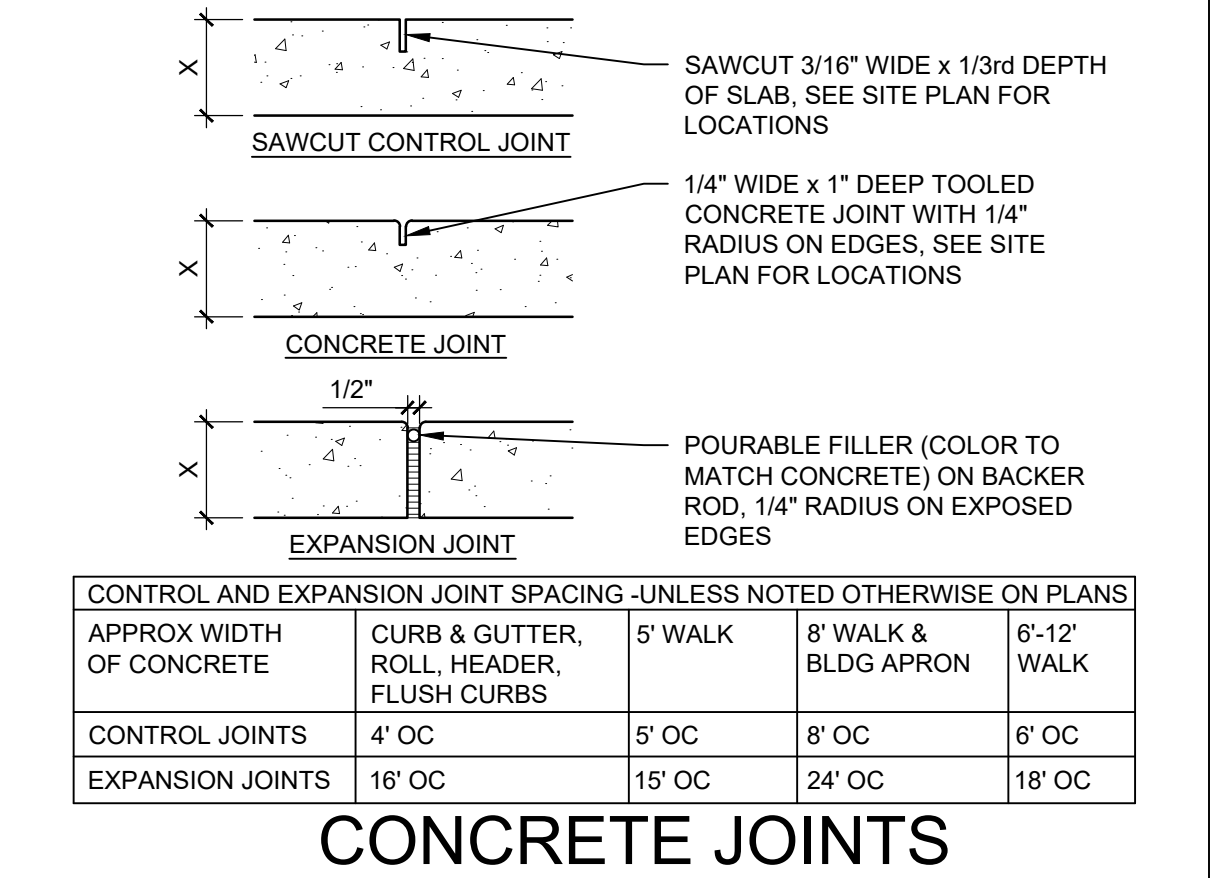 X
SAWCUT 3/16" WIDE x 1/3rd DEPTH
OF SLAB, SEE SITE PLAN FOR
LOCATIONS
SAWCUT CONTROL JOINT
X
1/4" WIDE x 1" DEEP TOOLED
CONCRETE JOINT WITH 1/4"
RADIUS ON EDGES, SEE SITE
PLAN FOR LOCATIONS
CONCRETE JOINT
1/2"
X
POURABLE FILLER (COLOR TO
MATCH CONCRETE) ON BACKER
ROD, 1/4" RADIUS ON EXPOSED
EDGES
EXPANSION JOINT
CONTROL AND EXPANSION JOINT SPACING -UNLESS NOTED OTHERWISE ON PLANS
APPROX WIDTH
OF CONCRETE
CURB & GUTTER,
ROLL, HEADER,
FLUSH CURBS
5' WALK
8' WALK &
BLDG APRON
6'-12'
WALK
CONTROL JOINTS
4' OC
5' OC
8' OC
6' OC
EXPANSION JOINTS
16' OC
15' OC
24' OC
18' OC
CONCRETE JOINTS